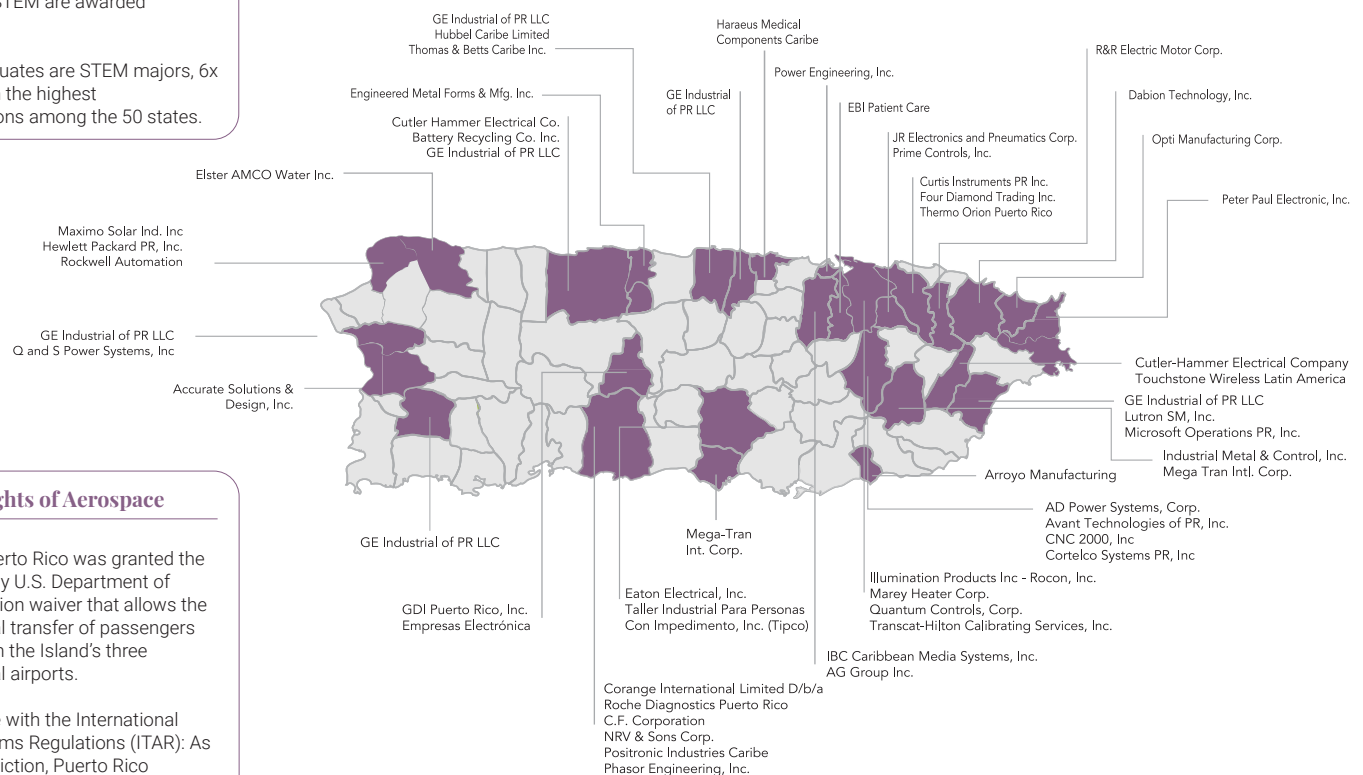 STEM are awarded
uates are STEM majors, 6x
the highest
ons among the 50 states.
GE Industrial of PR LLC
Hubbel Caribe Limited
Thomas & Betts Caribe Inc.
Engineered Metal Forms & Mfg. Inc.
Cutler Hammer Electrical Co.
Battery Recycling Co. Inc.
GE Industrial of PR LLC
Elster AMCO Water Inc.
Maximo Solar Ind. Inc
Hewlett Packard PR, Inc.
Rockwell Automation
GE Industrial of PR LLC
Q and S Power Systems, Inc
Accurate Solutions &
Design, Inc.
Haraeus Medical
Components Caribe
Power Engineering, Inc.
GE Industrial
of PR LLC
EBI Patient Care
JR Electronics and Pneumatics Corp.
Prime Controls, Inc.
Curtis Instruments PR Inc.
Four Diamond Trading Inc.
Thermo Orion Puerto Rico
R&R Electric Motor Corp.
Dabion Technology, Inc.
Opti Manufacturing Corp.
Peter Paul Electronic, Inc.
Cutler-Hammer Electrical Company
Touchstone Wireless Latin America
GE Industrial of PR LLC
Lutron SM, Inc.
Microsoft Operations PR, Inc.
Industrial Metal & Control, Inc.
Mega Tran Intl. Corp.
Arroyo Manufacturing
AD Power Systems, Corp.
Avant Technologies of PR, Inc.
CNC 2000, Inc
Cortelco Systems PR, Inc
Illumination Products Inc - Rocon, Inc.
Marey Heater Corp.
Quantum Controls, Corp.
Transcat-Hilton Calibrating Services, Inc.
IBC Caribbean Media Systems, Inc.
AG Group Inc.
Mega-Tran
Int. Corp.
Eaton Electrical, Inc.
Taller Industrial Para Personas
Con Impedimento, Inc. (Tipco)
GE Industrial of PR LLC
GDI Puerto Rico, Inc.
Empresas Electrónica
Corange International Limited D/b/a
Roche Diagnostics Puerto Rico
C.F. Corporation
NRV & Sons Corp.
Positronic Industries Caribe
Phasor Engineering, Inc.
ghts of Aerospace
erto Rico was granted the
y U.S. Department of
ion waiver that allows the
al transfer of passengers
n the Island's three
al airports.
e with the International
ms Regulations (ITAR): As
iction, Puerto Rico